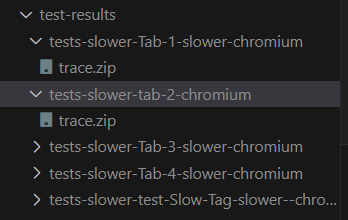 test-results
tests-slower-Tab-1-slower-chromium
trace.zip
tests-slower-tab-2-chromium
trace.zip
tests-slower-Tab-3-slower-chromium
tests-slower-Tab-4-slower-chromium
tests-slower-test-Slow-Tag-slower--chro...